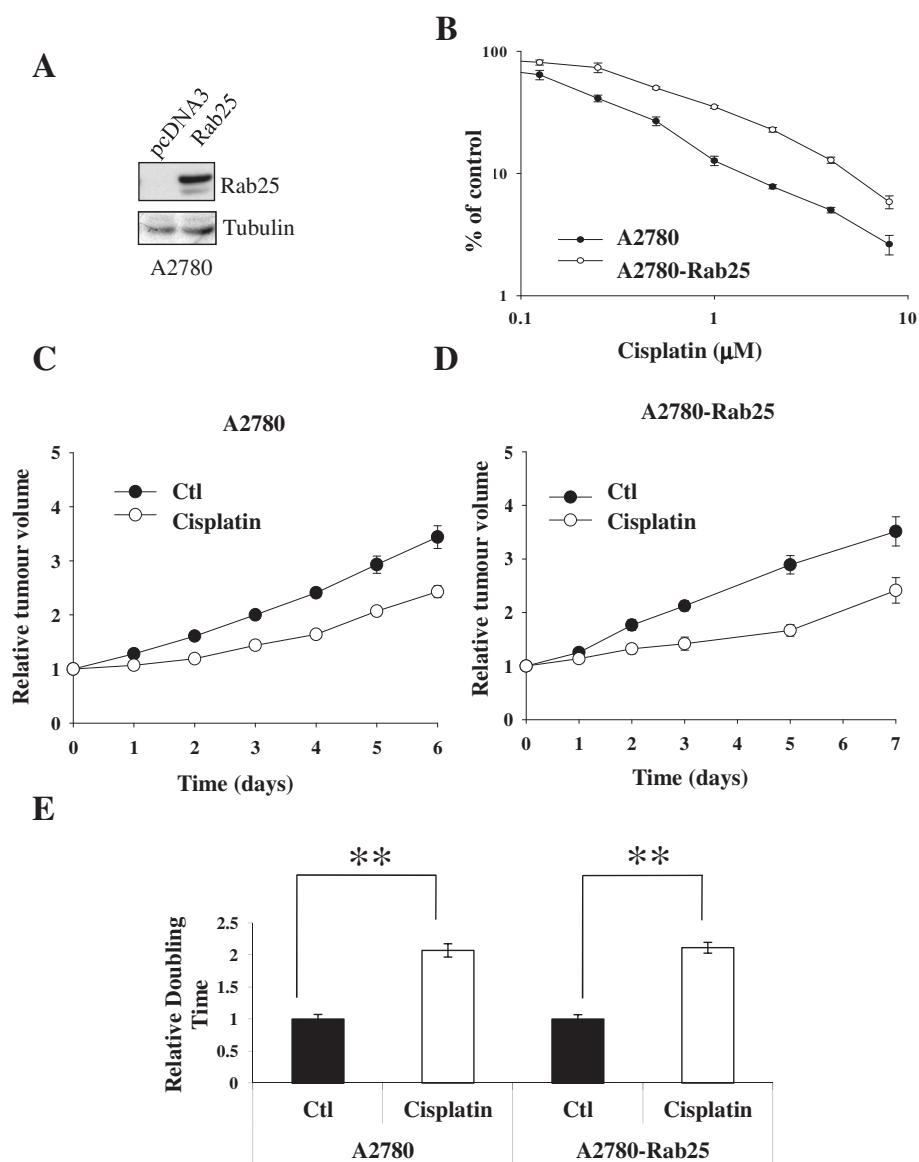 A
pcDNA3
Rab25
Rab25
Tubulin
A2780
B
100
10
1
% of control
A2780
A2780-Rab25
0.1
1
10
Cisplatin (μM)
C
A2780
5
4
3
2
1
0
Relative tumour volume
Ctl
Cisplatin
0 1 2 3 4 5 6
Time (days)
D
A2780-Rab25
5
4
3
2
1
0
Relative tumour volume
Ctl
Cisplatin
0 1 2 3 5 7
Time (days)
E
** **
2.5
2
1.5
1
0.5
0
Relative Doubling
Time
Ctl Cisplatin Ctl Cisplatin
A2780 A2780-Rab25